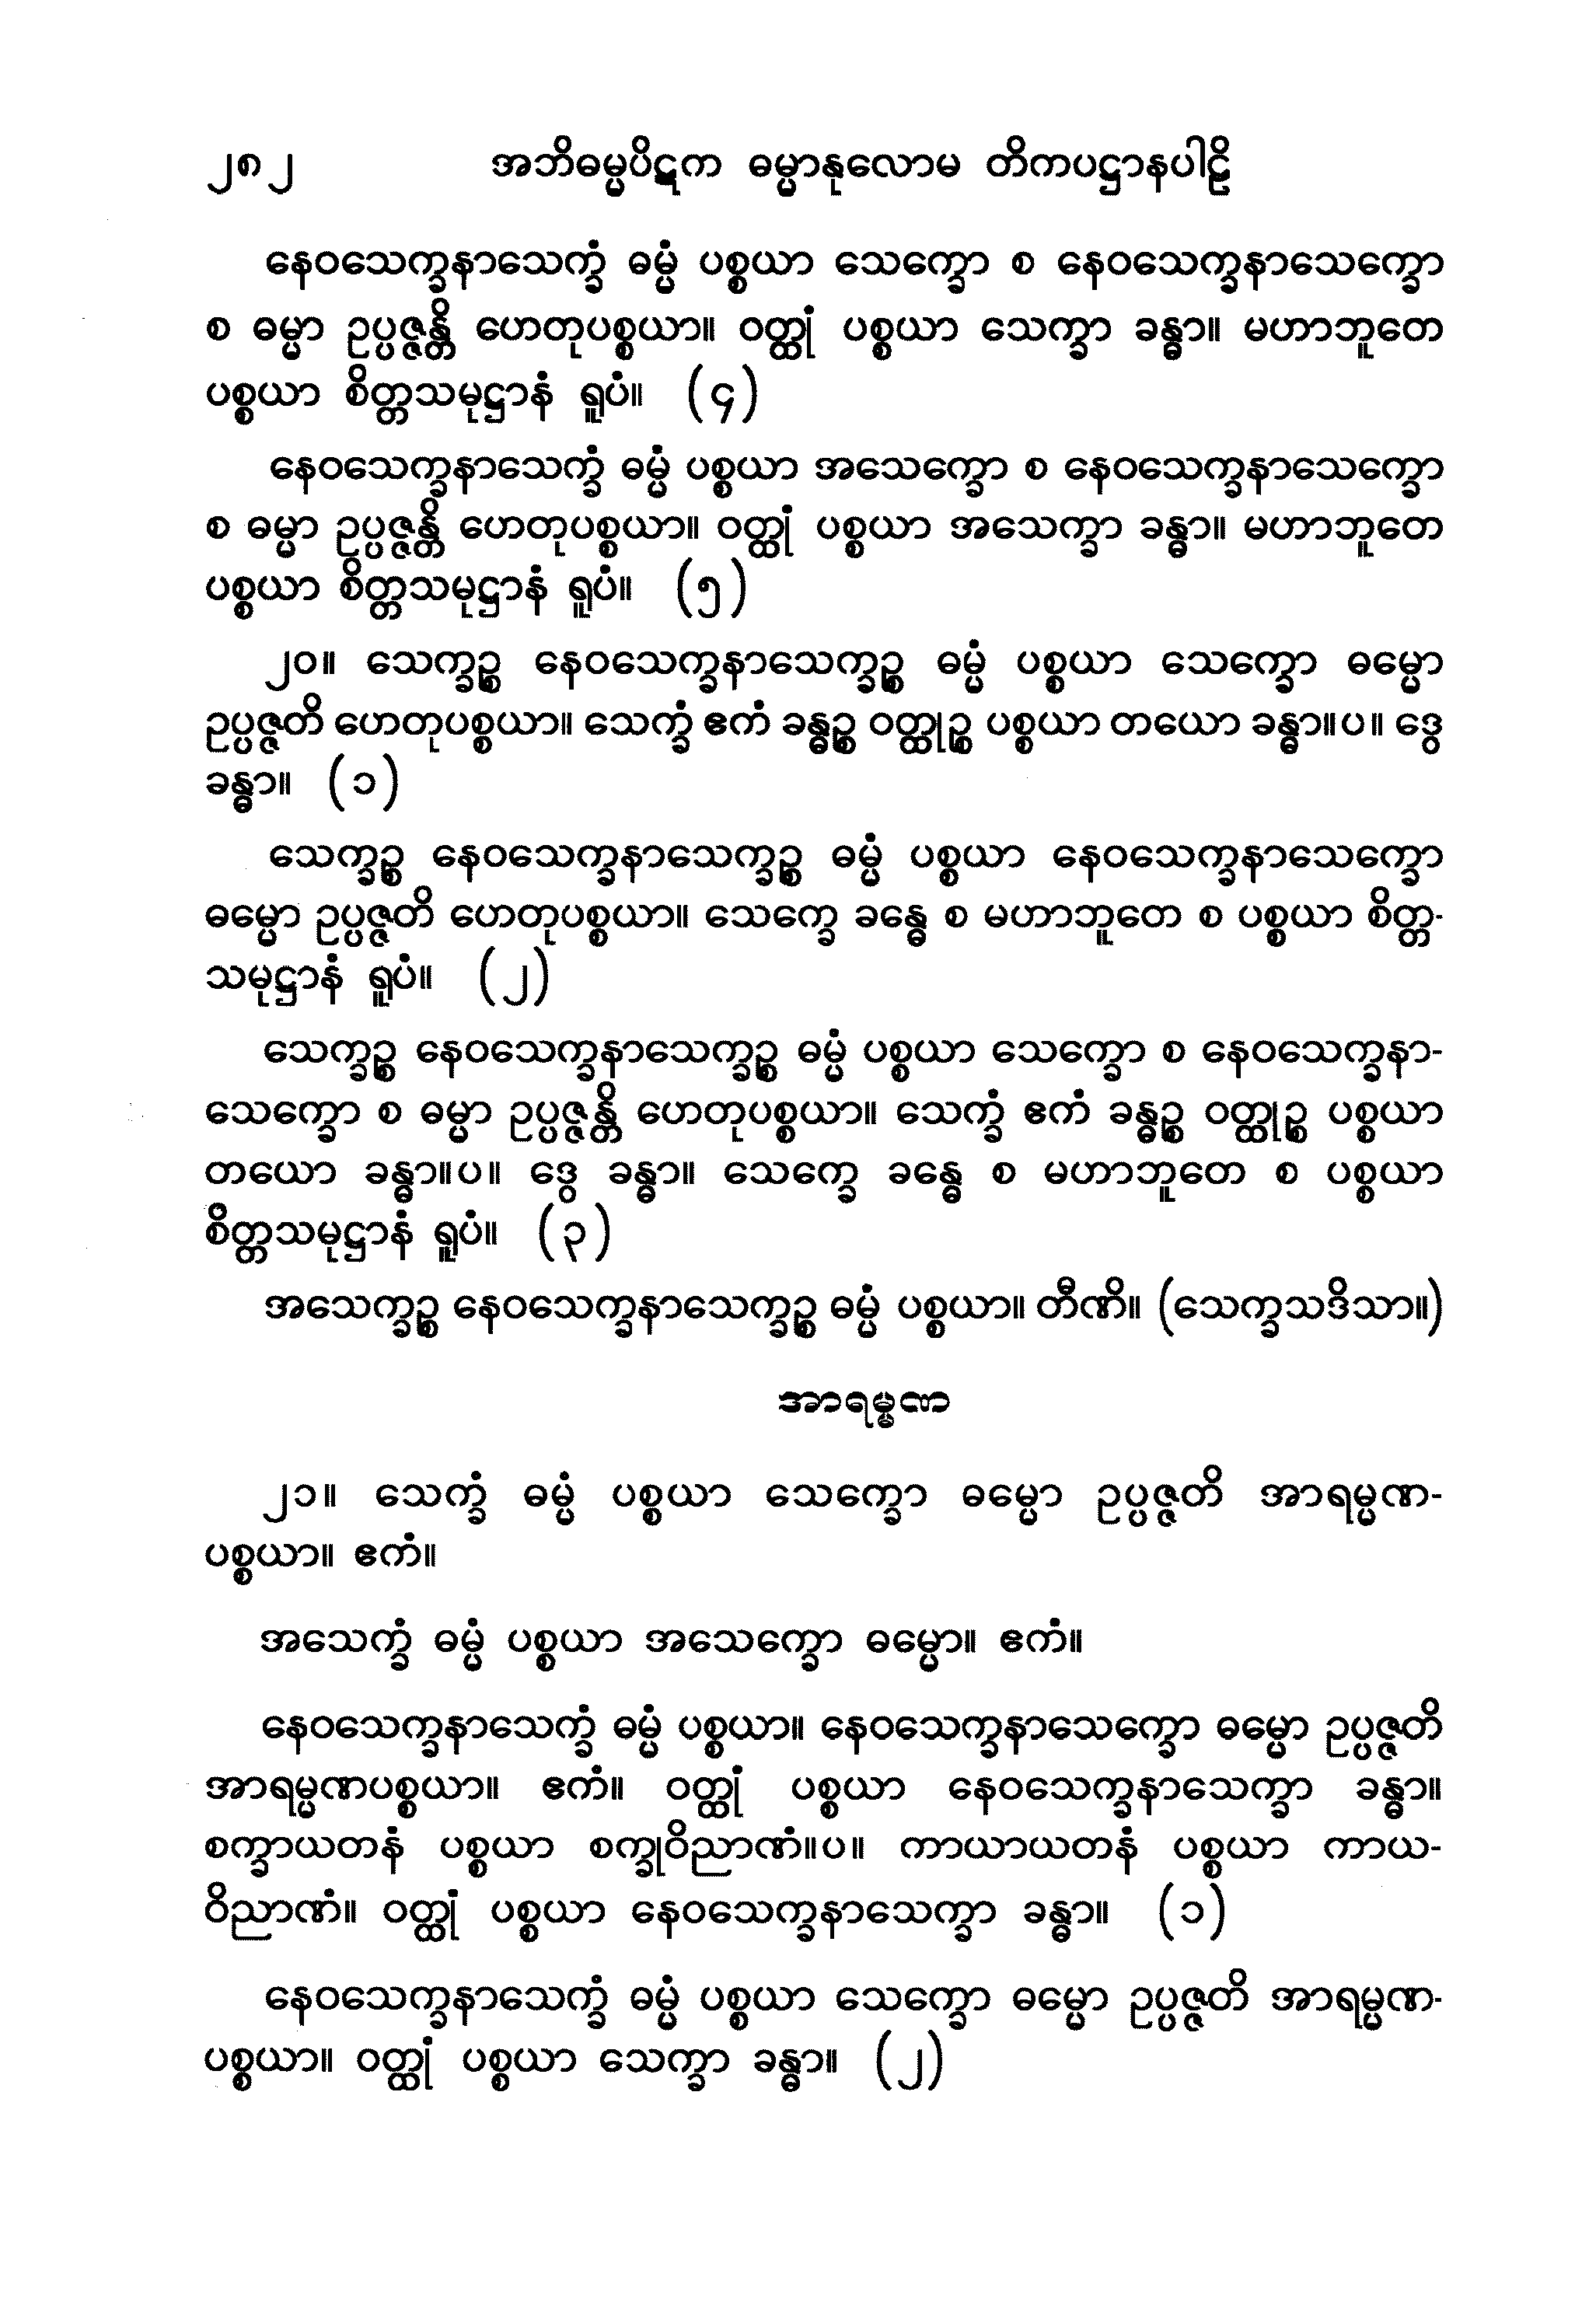 ၂၈၂ အဘိဓမ္မပိဋက ဓမ္မာနုလောမ တိကပဋ္ဌာနပါဠိ
နေဝသေက္ခနာသေက္ခံ ဓမ္မံ ပစ္စယာ သေက္ခော စ နေဝသေက္ခနာသေက္ခော
စ ဓမ္မာ ဥပ္ပဇ္ဇန္တိ ဟေတုပစ္စယာ။ ဝတ္ထုံ ပစ္စယာ သေက္ခာ ခန္ဓာ။ မဟာဘူတေ
ပစ္စယာ စိတ္တသမုဋ္ဌာနံ ရူပံ။ (၄)
နေဝသေက္ခနာသေက္ခံ ဓမ္မံ ပစ္စယာ အသေက္ခော စ နေဝသေက္ခနာသေက္ခော
စ ဓမ္မာ ဥပ္ပဇ္ဇန္တိ ဟေတုပစ္စယာ။ ဝတ္ထုံ ပစ္စယာ အသေက္ခာ ခန္ဓာ။ မဟာဘူတေ
ပစ္စယာ စိတ္တသမုဋ္ဌာနံ ရူပံ။ (၅)
၂၀။ သေက္ခဉ္စ နေဝသေက္ခနာသေက္ခဉ္စ ဓမ္မံ ပစ္စယာ သေက္ခော ဓမ္မော
ဥပ္ပဇ္ဇတိ ဟေတုပစ္စယာ။ သေက္ခံ ဧကံ ခန္ဓဉ္စ ဝတ္ထုဉ္စ ပစ္စယာ တယော ခန္ဓာ။ပ။ ဒွေ
ခန္ဓာ။ (၁)
သေက္ခဉ္စ နေဝသေက္ခနာသေက္ခဉ္စ ဓမ္မံ ပစ္စယာ နေဝသေက္ခနာသေက္ခော
ဓမ္မော ဥပ္ပဇ္ဇတိ ဟေတုပစ္စယာ။ သေက္ခေ ခန္ဓေ စ မဟာဘူတေ စ ပစ္စယာ စိတ္တ-
သမုဋ္ဌာနံ ရူပံ။ (၂)
သေက္ခဉ္စ နေဝသေက္ခနာသေက္ခဉ္စ ဓမ္မံ ပစ္စယာ သေက္ခော စ နေဝသေက္ခနာ-
သေက္ခော စ ဓမ္မာ ဥပ္ပဇ္ဇန္တိ ဟေတုပစ္စယာ။ သေက္ခံ ဧကံ ခန္ဓဉ္စ ဝတ္ထုဉ္စ ပစ္စယာ
တယော ခန္ဓာ။ပ။ ဒွေ ခန္ဓာ။ သေက္ခေ ခန္ဓေ စ မဟာဘူတေ စ ပစ္စယာ
စိတ္တသမုဋ္ဌာနံ ရူပံ။ (၃)
အသေက္ခဉ္စ နေဝသေက္ခနာသေက္ခဉ္စ ဓမ္မံ ပစ္စယာ။ တီဏိ။ (သေက္ခသဒိသာ။)
အာရမ္မဏ
၂၁။ သေက္ခံ ဓမ္မံ ပစ္စယာ သေက္ခော ဓမ္မော ဥပ္ပဇ္ဇတိ အာရမ္မဏ-
ပစ္စယာ။ ဧကံ။
အသေက္ခံ ဓမ္မံ ပစ္စယာ အသေက္ခော ဓမ္မော။ ဧကံ။
နေဝသေက္ခနာသေက္ခံ ဓမ္မံ ပစ္စယာ။ နေဝသေက္ခနာသေက္ခော ဓမ္မော ဥပ္ပဇ္ဇတိ
အာရမ္မဏပစ္စယာ။ ဧကံ။ ဝတ္ထုံ ပစ္စယာ နေဝသေက္ခနာသေက္ခာ ခန္ဓာ။
စက္ခာယတနံ ပစ္စယာ စက္ခုဝိညာဏံ။ပ။ ကာယာယတနံ ပစ္စယာ ကာယ-
ဝိညာဏံ။ ဝတ္ထုံ ပစ္စယာ နေဝသေက္ခနာသေက္ခာ ခန္ဓာ။ (၁)
နေဝသေက္ခနာသေက္ခံ ဓမ္မံ ပစ္စယာ သေက္ခော ဓမ္မော ဥပ္ပဇ္ဇတိ အာရမ္မဏ-
ပစ္စယာ။ ဝတ္ထုံ ပစ္စယာ သေက္ခာ ခန္ဓာ။ (၂)